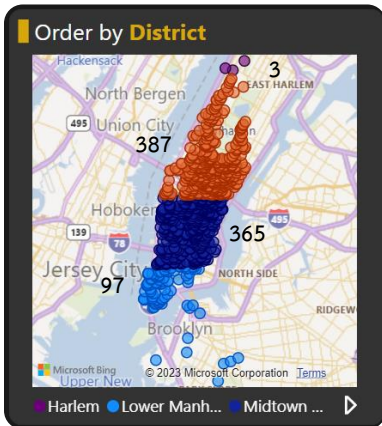 Order by District
Hackensack
3
EAST HARLEM
North Bergen
495
Union City
387
Hoboken
139
495
78
365
Jersey City
NORTH SIDE
97
RIDGEW
Brooklyn
Microsoft Bing
© 2023 Microsoft Corporation Terms
Upper New
Harlem Lower Manh... Midtown ...